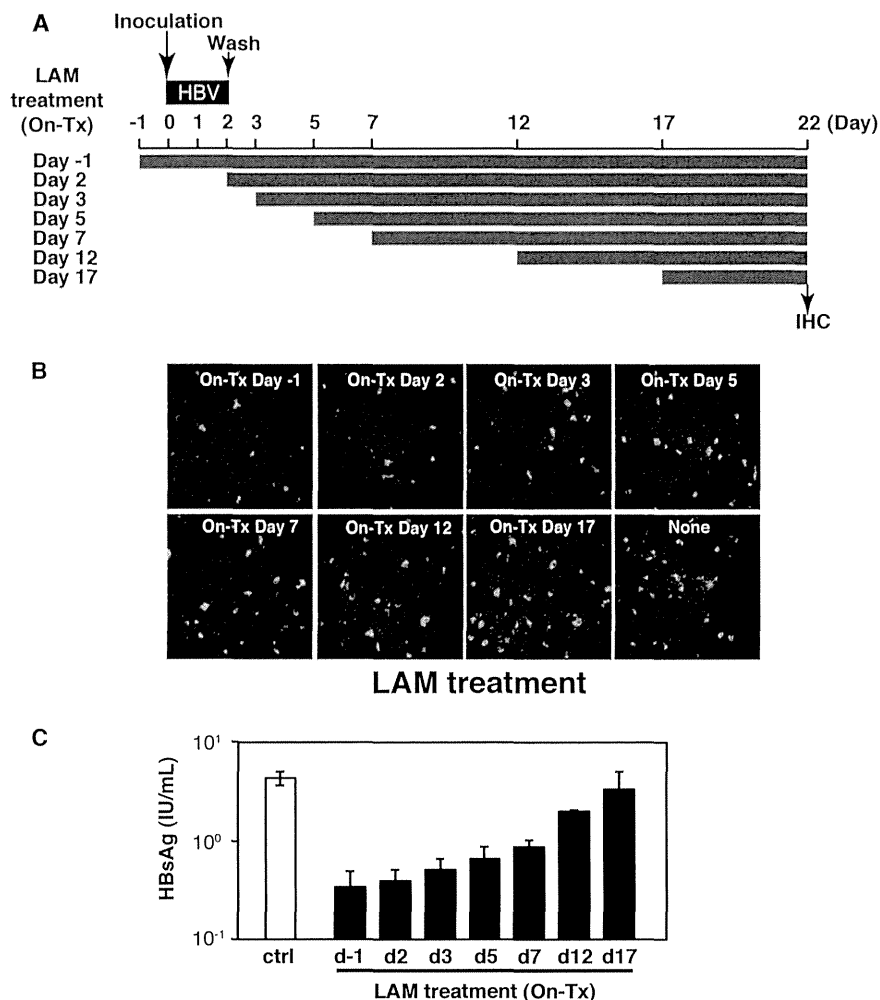 A
Inoculation
Wash
LAM
treatment
(On-Tx)
HBV
-1 0 1 2 3 5 7 12 17 22 (Day)
Day -1
Day 2
Day 3
Day 5
Day 7
Day 12
Day 17
IHC
B
On-Tx Day -1 On-Tx Day 2 On-Tx Day 3 On-Tx Day 5
On-Tx Day 7 On-Tx Day 12 On-Tx Day 17 None
LAM treatment
C
HBsAg (IU/mL)
10¹
10⁰
10⁻¹
ctrl d-1 d2 d3 d5 d7 d12 d17
LAM treatment (On-Tx)